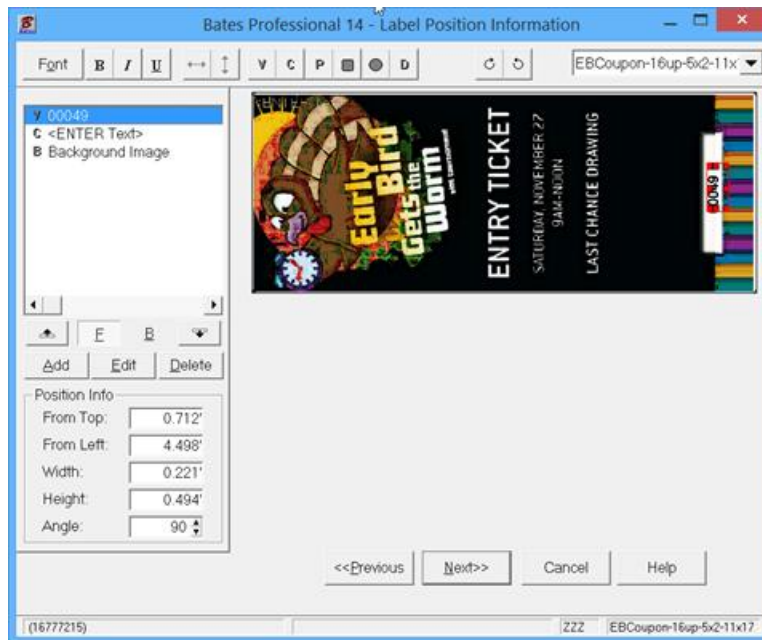 Bates Professional 14 - Label Position Information
Font B I U V C P D EBCoupon-16up-5x2-11x
V 00049
C <ENTER Text>
B Background Image
F B
Add Edit Delete
Position Info
From Top: 0.712'
From Left: 4.498'
Width: 0.221'
Height: 0.494'
Angle: 90
Early
Bird
Gets the
Worm
ENTRY TICKET
SATURDAY, NOVEMBER 27
9AM-NOON
LAST CHANCE DRAWING
00049
<<Previous Next>> Cancel Help
(16777215) ZZZ EBCoupon-16up-5x2-11x17